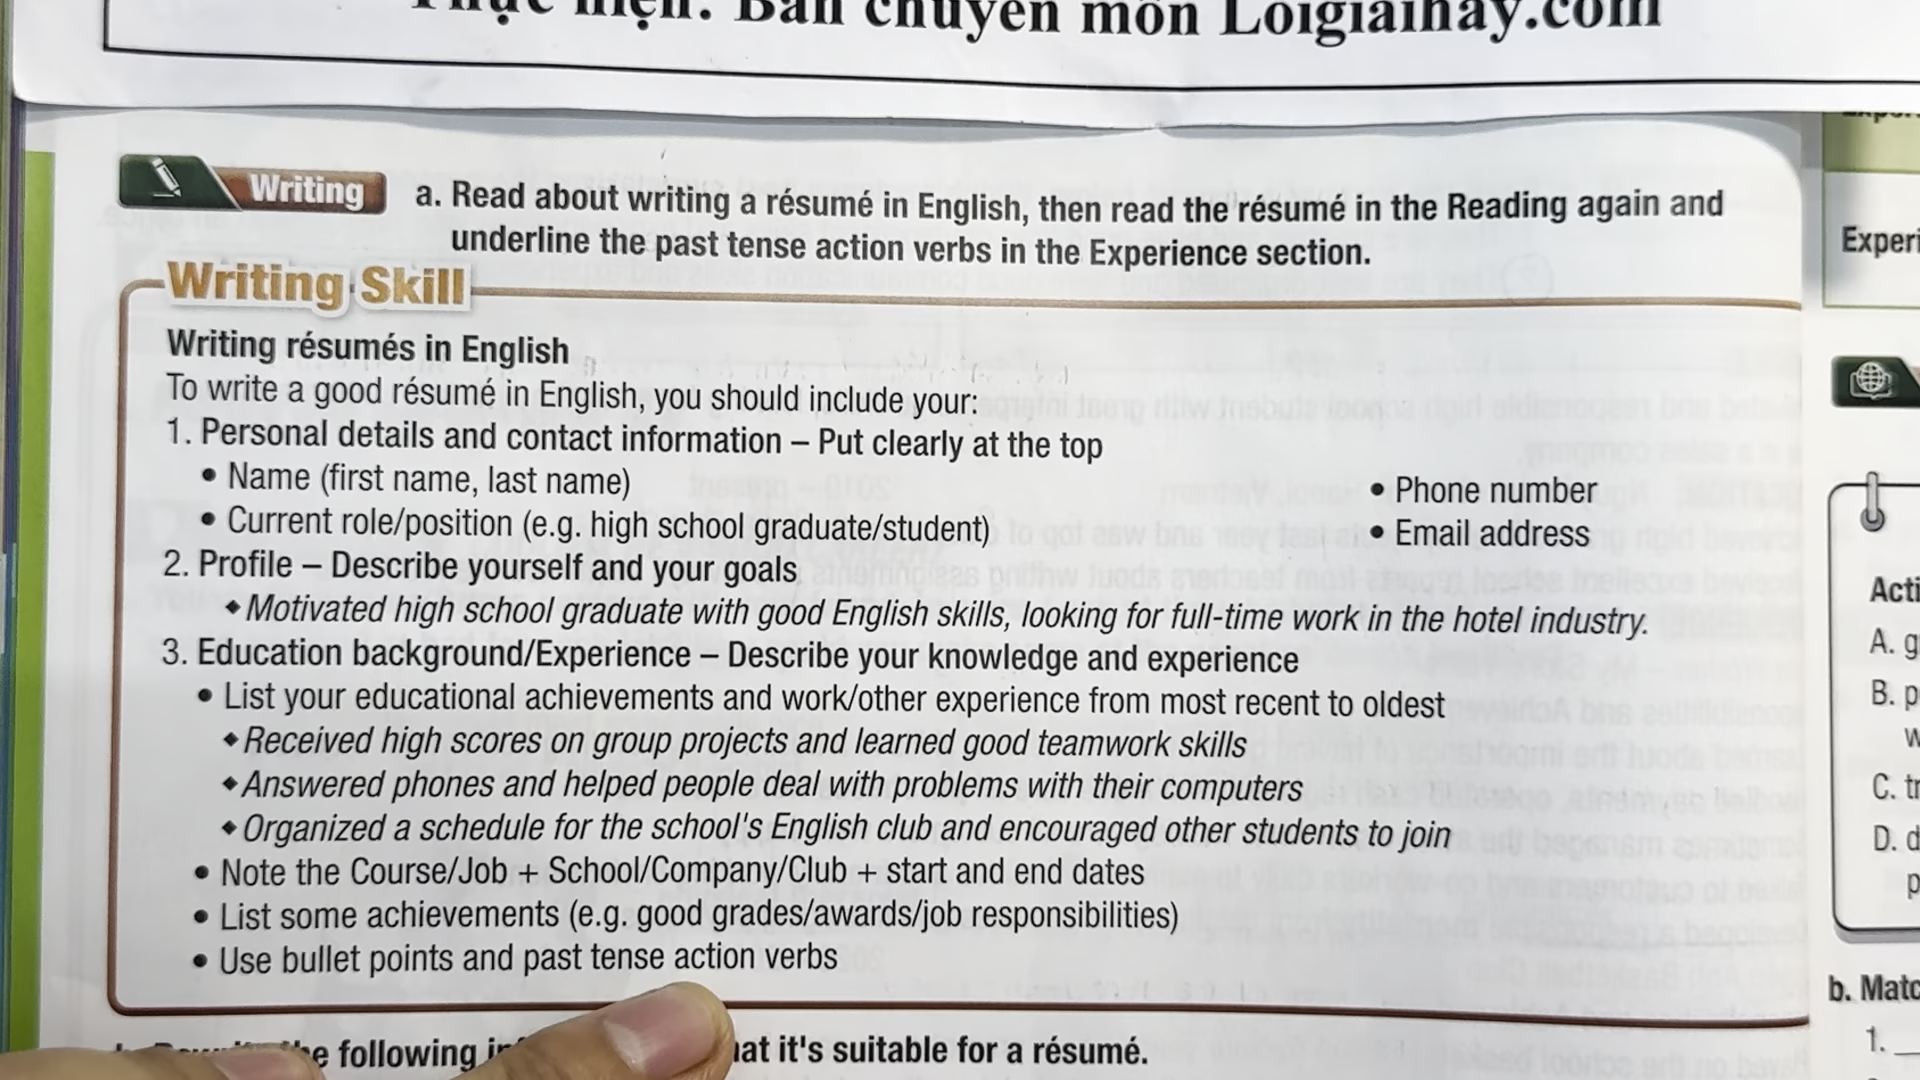 Thực hiện: Ban chuyên môn Loigiaihay.com
Writing
a. Read about writing a résumé in English, then read the résumé in the Reading again and
underline the past tense action verbs in the Experience section.
Writing Skill
Writing résumés in English
To write a good résumé in English, you should include your:
1. Personal details and contact information – Put clearly at the top
• Name (first name, last name)
• Phone number
• Current role/position (e.g. high school graduate/student)
• Email address
2. Profile – Describe yourself and your goals
◆ Motivated high school graduate with good English skills, looking for full-time work in the hotel industry.
3. Education background/Experience – Describe your knowledge and experience
• List your educational achievements and work/other experience from most recent to oldest
◆ Received high scores on group projects and learned good teamwork skills
◆ Answered phones and helped people deal with problems with their computers
◆ Organized a schedule for the school's English club and encouraged other students to join
• Note the Course/Job + School/Company/Club + start and end dates
• List some achievements (e.g. good grades/awards/job responsibilities)
• Use bullet points and past tense action verbs
following
it's suitable for a résumé.
Experi
Acti
A. g
B. p
w
C. tr
D. d
p
b. Matc
1.